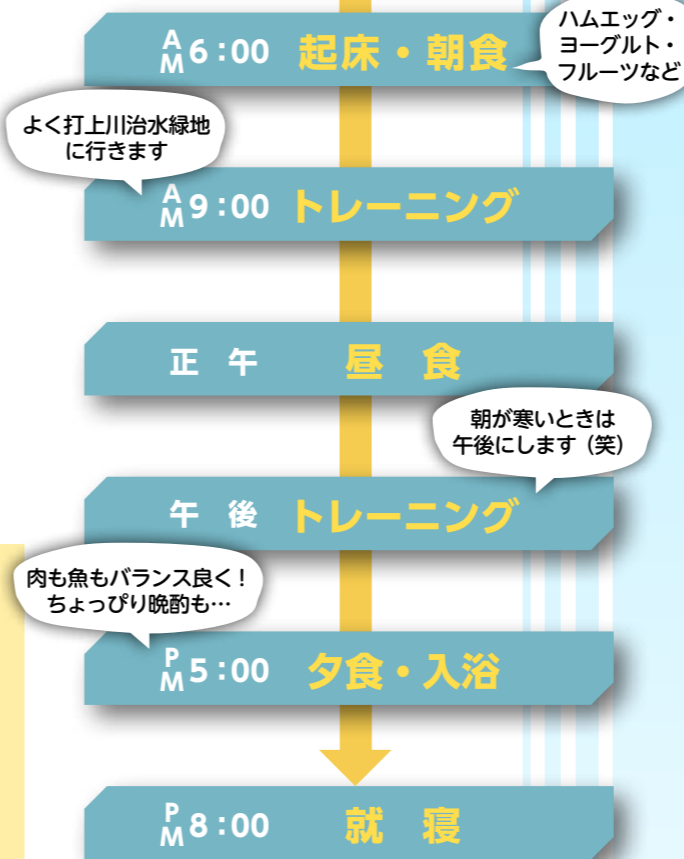 AM6:00 起床・朝食
ハムエッグ・
ヨーグルト・
フルーツなど
よく打上川治水緑地
に行きます
AM9:00 トレーニング
正午 昼食
朝が寒いときは
午後にします（笑）
午後 トレーニング
肉も魚もバランス良く！
ちょっぴり晩酌も…
PM5:00 夕食・入浴
PM8:00 就寝